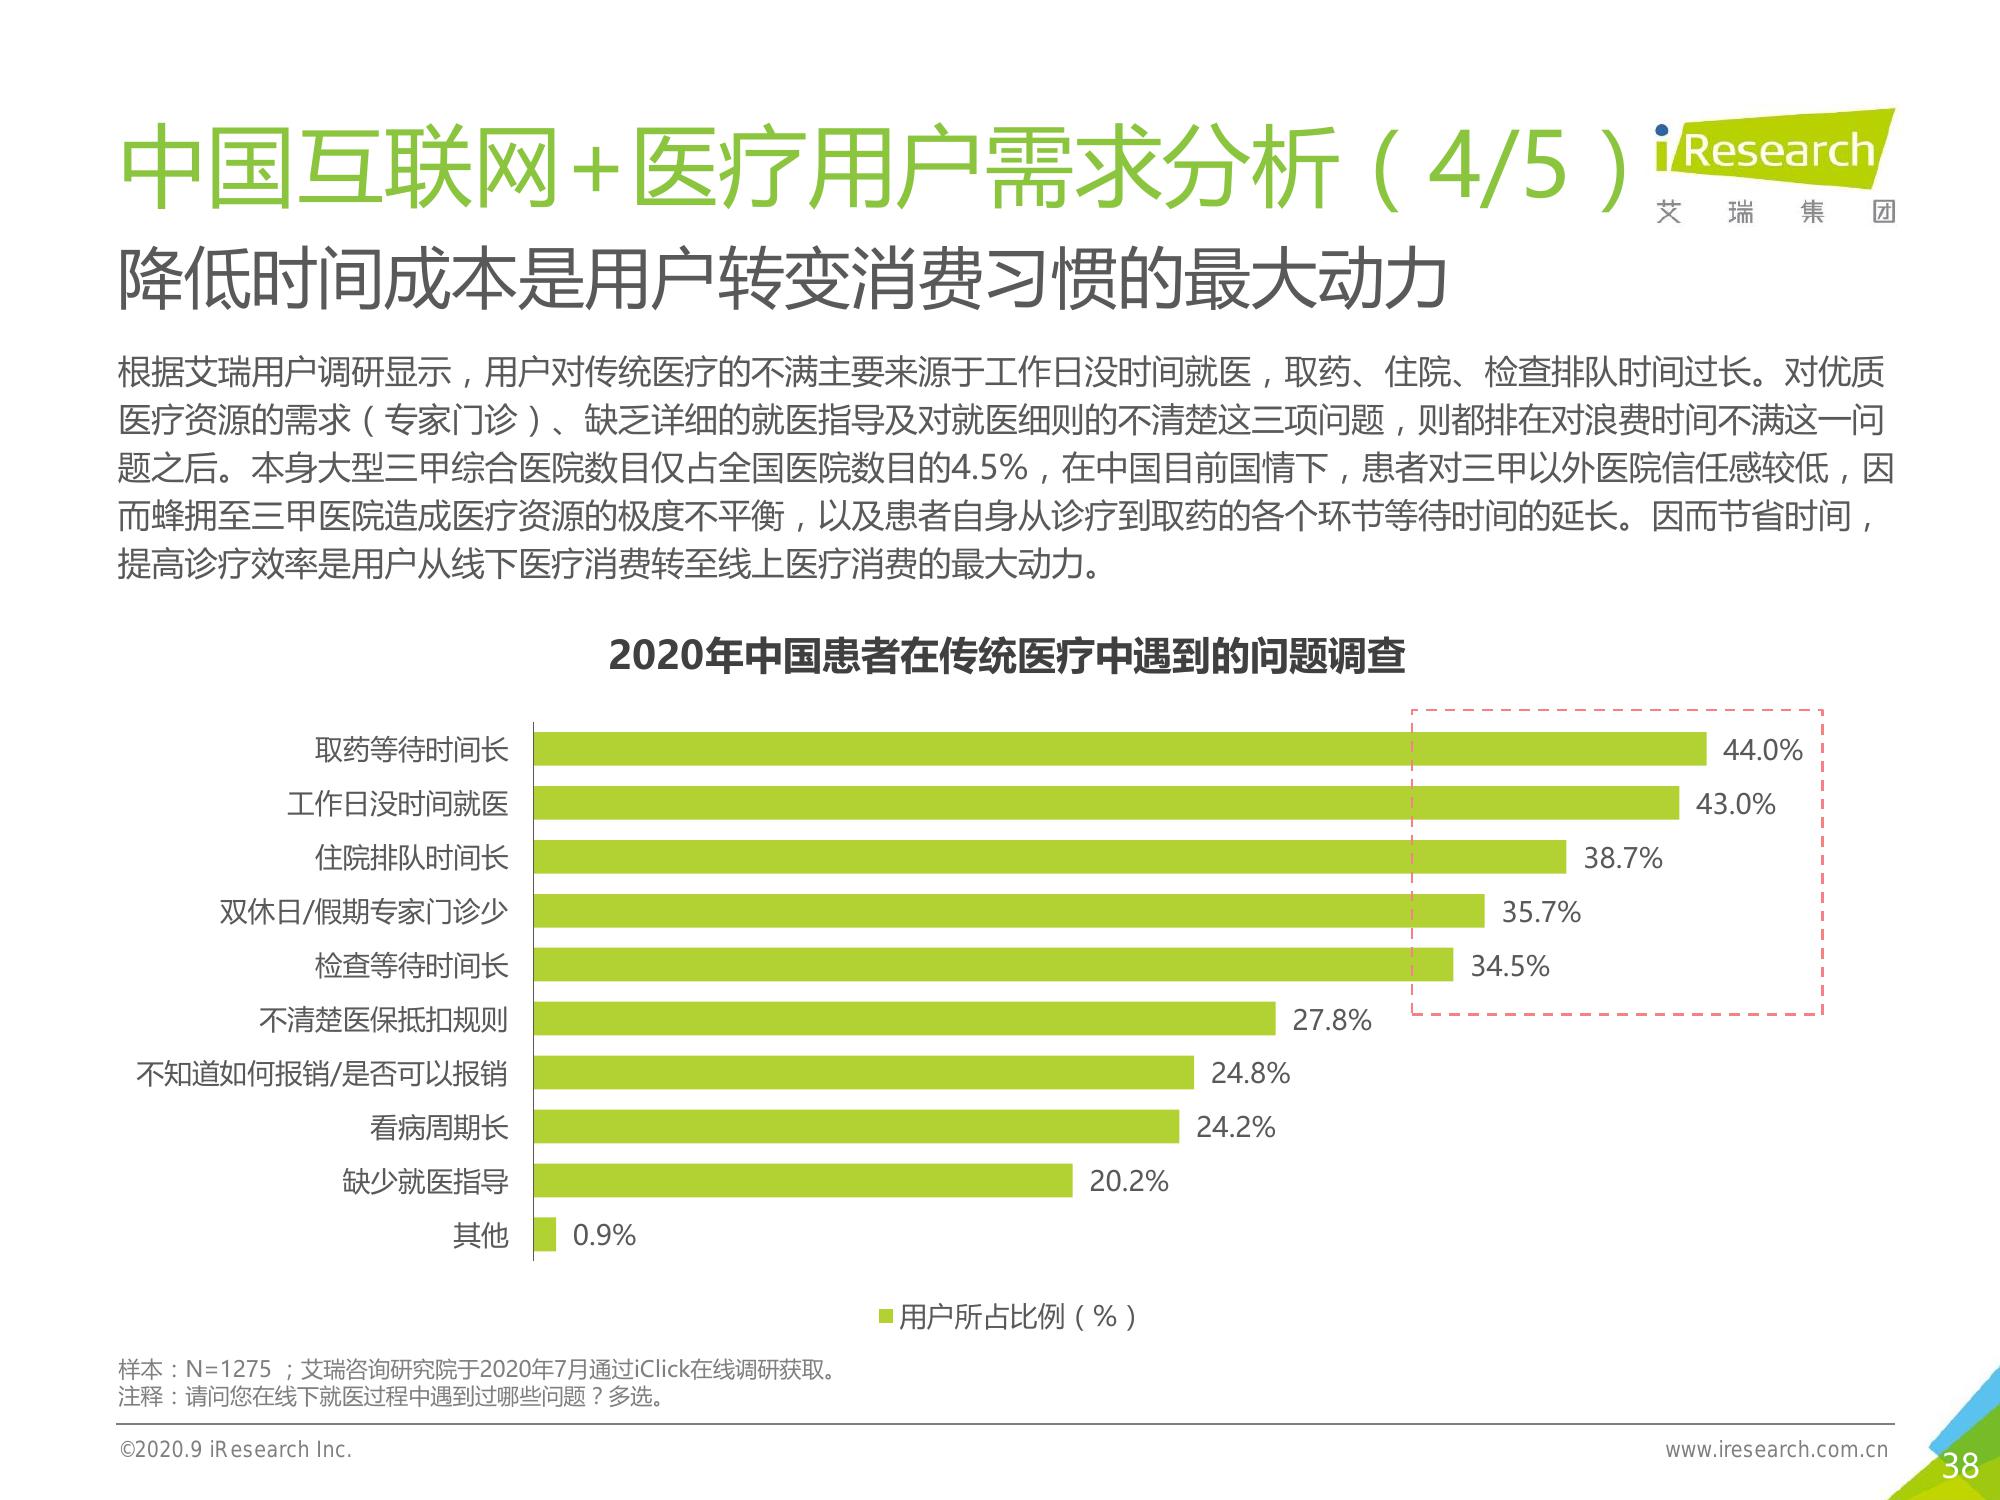 中国互联网+医疗用户需求分析（4/5）
iResearch
艾瑞集团
降低时间成本是用户转变消费习惯的最大动力
根据艾瑞用户调研显示，用户对传统医疗的不满主要来源于工作日没时间就医，取药、住院、检查排队时间过长。对优质
医疗资源的需求（专家门诊）、缺乏详细的就医指导及对就医细则的不清楚这三项问题，则都排在对浪费时间不满这一问
题之后。本身大型三甲综合医院数目仅占全国医院数目的4.5%，在中国目前国情下，患者对三甲以外医院信任感较低，因
而蜂拥至三甲医院造成医疗资源的极度不平衡，以及患者自身从诊疗到取药的各个环节等待时间的延长。因而节省时间，
提高诊疗效率是用户从线下医疗消费转至线上医疗消费的最大动力。
2020年中国患者在传统医疗中遇到的问题调查
取药等待时间长 44.0%
工作日没时间就医 43.0%
住院排队时间长 38.7%
双休日/假期专家门诊少 35.7%
检查等待时间长 34.5%
不清楚医保抵扣规则 27.8%
不知道如何报销/是否可以报销 24.8%
看病周期长 24.2%
缺少就医指导 20.2%
其他 0.9%
用户所占比例（%）
样本：N=1275 ；艾瑞咨询研究院于2020年7月通过iClick在线调研获取。
注释：请问您在线下就医过程中遇到过哪些问题？多选。
©2020.9 iResearch Inc.
www.iresearch.com.cn
38